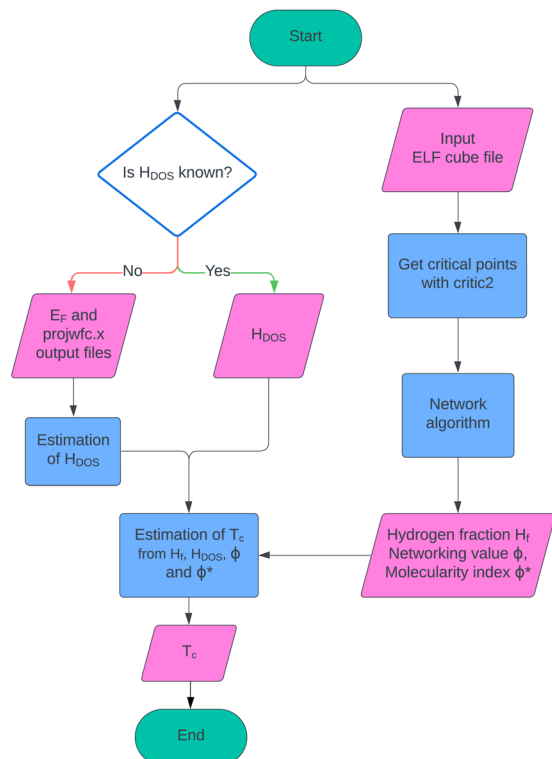 Start
Is H_DOS known?
Input
ELF cube file
Get critical points
with critic2
No
Yes
E_F and
projwfc.x
output files
H_DOS
Network
algorithm
Estimation
of H_DOS
Estimation of T_c
from H_f, H_DOS, ϕ
and ϕ*
Hydrogen fraction H_f
Networking value ϕ,
Molecularity index ϕ*
T_c
End